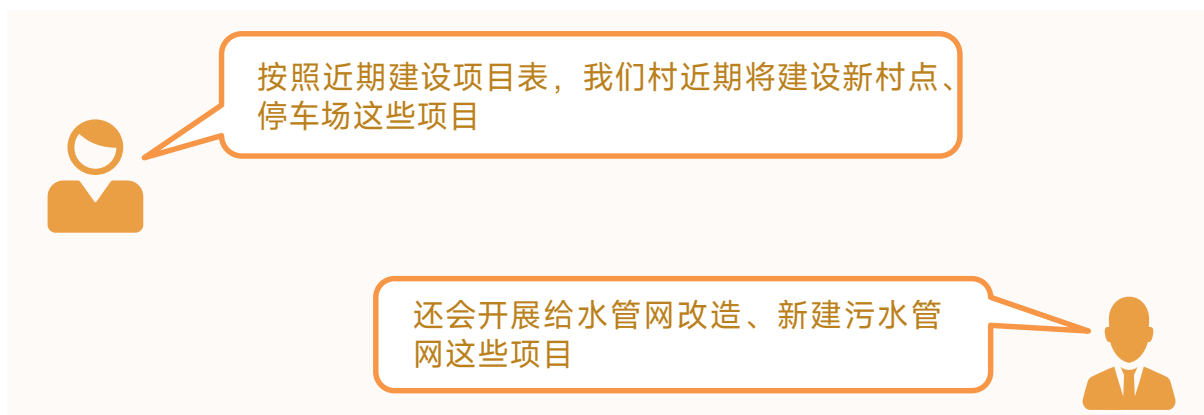 按照近期建设项目表，我们村近期将建设新村点、
停车场这些项目
还会开展给水管网改造、新建污水管
网这些项目